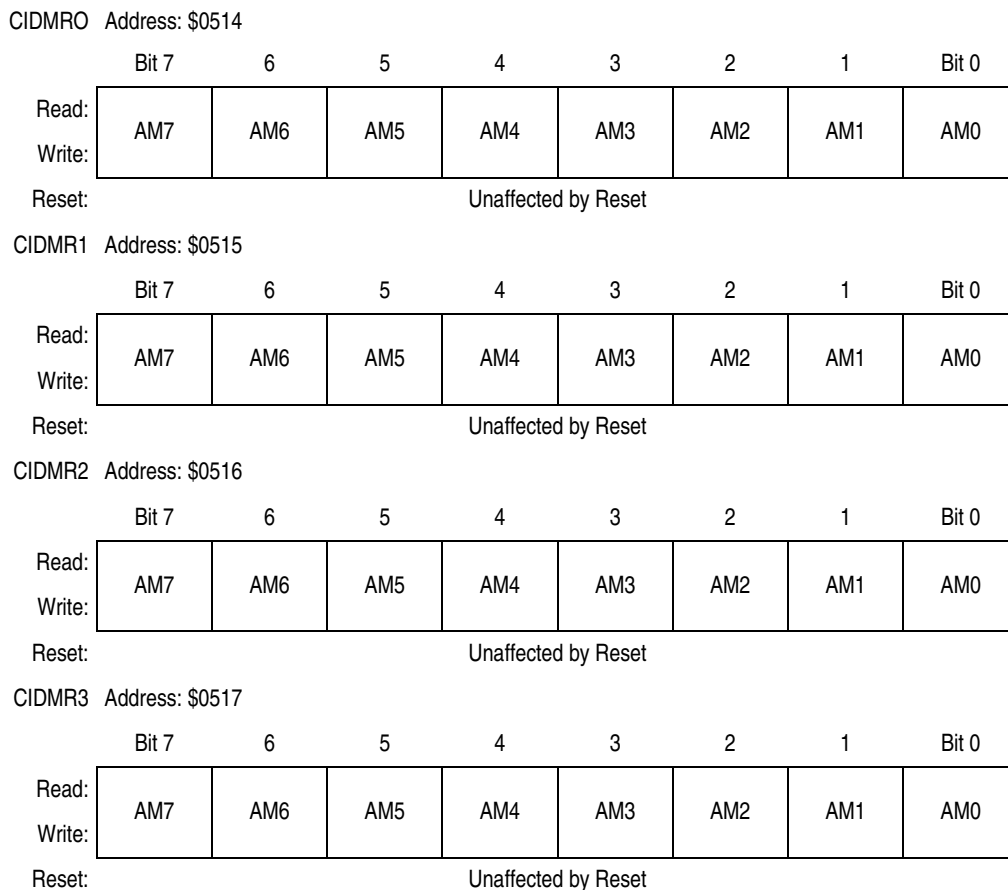 CIDMRO Address: $0514
Bit 7 6 5 4 3 2 1 Bit 0
Read:
AM7 AM6 AM5 AM4 AM3 AM2 AM1 AM0
Write:
Reset: Unaffected by Reset
CIDMR1 Address: $0515
Bit 7 6 5 4 3 2 1 Bit 0
Read:
AM7 AM6 AM5 AM4 AM3 AM2 AM1 AM0
Write:
Reset: Unaffected by Reset
CIDMR2 Address: $0516
Bit 7 6 5 4 3 2 1 Bit 0
Read:
AM7 AM6 AM5 AM4 AM3 AM2 AM1 AM0
Write:
Reset: Unaffected by Reset
CIDMR3 Address: $0517
Bit 7 6 5 4 3 2 1 Bit 0
Read:
AM7 AM6 AM5 AM4 AM3 AM2 AM1 AM0
Write:
Reset: Unaffected by Reset